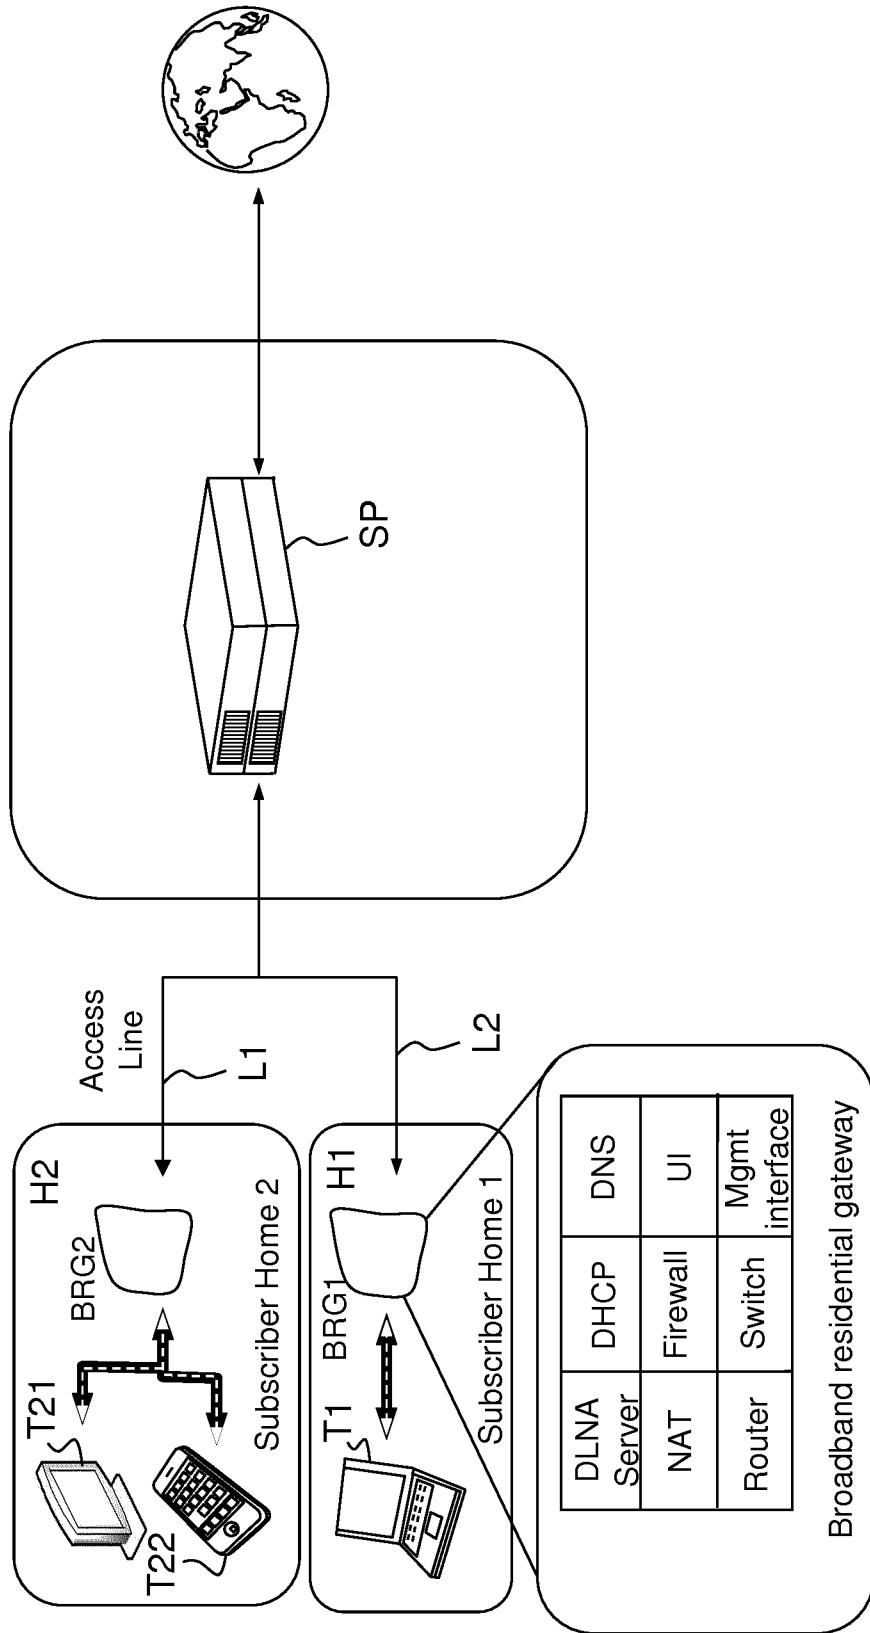 T21
T22
H2
BRG2
Subscriber Home 2
Access
Line
L1
SP
T1
H1
BRG1
Subscriber Home 1
L2
DLNA
Server
DHCP
DNS
NAT
Firewall
UI
Router
Switch
Mgmt
interface
Broadband residential gateway